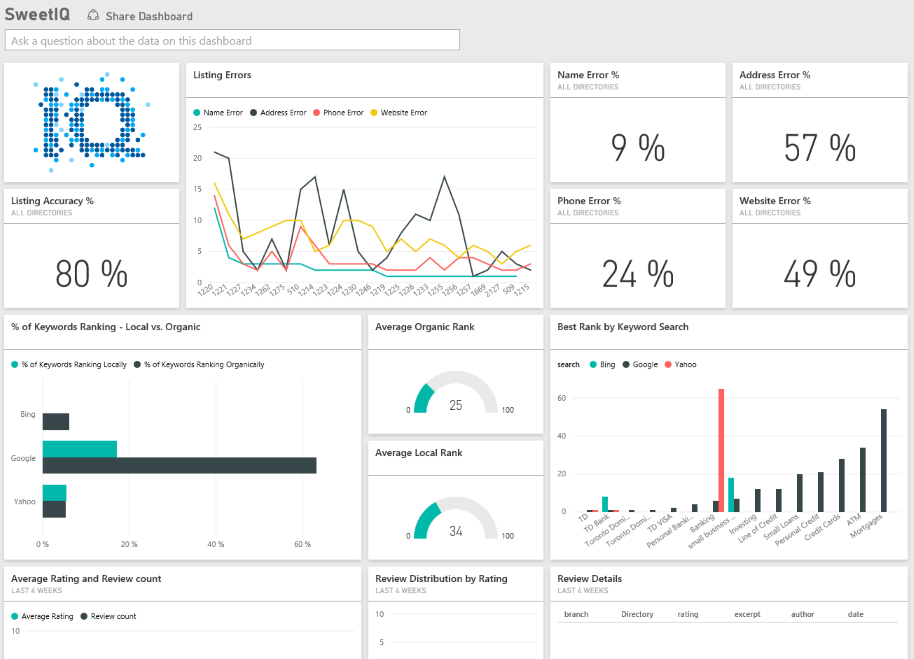 SweetIQ Share Dashboard
Ask a question about the data on this dashboard
IQ
Listing Accuracy %
ALL DIRECTORIES
80 %
Listing Errors
Name Error Address Error Phone Error Website Error
25
20
15
10
5
0
1220 1221 1227 1234 1262 1275 510 1214 1223 1224 1230 1246 1219 1225 1226 1233 1255 1256 1257 1669 2127 509 1215
Name Error %
ALL DIRECTORIES
9 %
Address Error %
ALL DIRECTORIES
57 %
Phone Error %
ALL DIRECTORIES
24 %
Website Error %
ALL DIRECTORIES
49 %
% of Keywords Ranking - Local vs. Organic
% of Keywords Ranking Locally % of Keywords Ranking Organically
Bing
Google
Yahoo
0 % 20 % 40 % 60 %
Average Organic Rank
0 25 100
Average Local Rank
0 34 100
Best Rank by Keyword Search
search Bing Google Yahoo
60
40
20
0
TD TD Bank Toronto Domi... Toronto Domi... TD VISA Personal Banki... Banking small business ... Investing Line of Credit Small Loans Personal Credit Credit Cards ATM Mortgages
Average Rating and Review count
LAST 6 WEEKS
Average Rating Review count
10
Review Distribution by Rating
LAST 6 WEEKS
10
5
Review Details
LAST 6 WEEKS
branch Directory rating excerpt author date